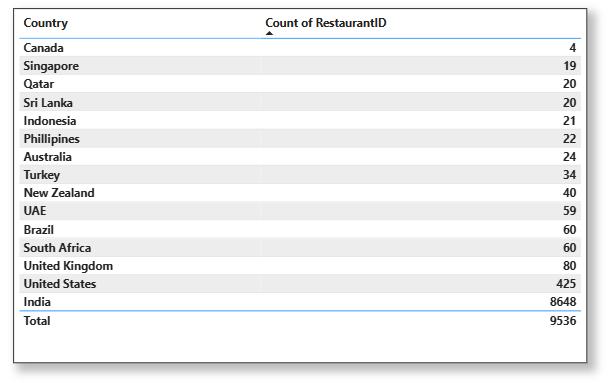 Country Count of RestaurantID
Canada 4
Singapore 19
Qatar 20
Sri Lanka 20
Indonesia 21
Phillipines 22
Australia 24
Turkey 34
New Zealand 40
UAE 59
Brazil 60
South Africa 60
United Kingdom 80
United States 425
India 8648
Total 9536